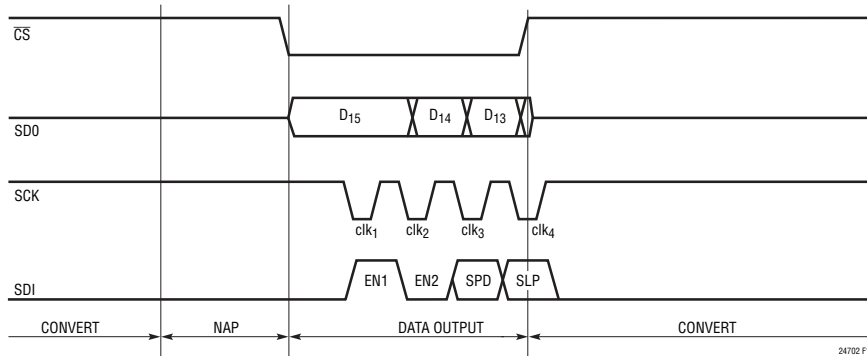 CS
D15 D14 D13
SD0
SCK
clk1 clk2 clk3 clk4
EN1 EN2 SPD SLP
SDI
CONVERT NAP DATA OUTPUT CONVERT
24702 F